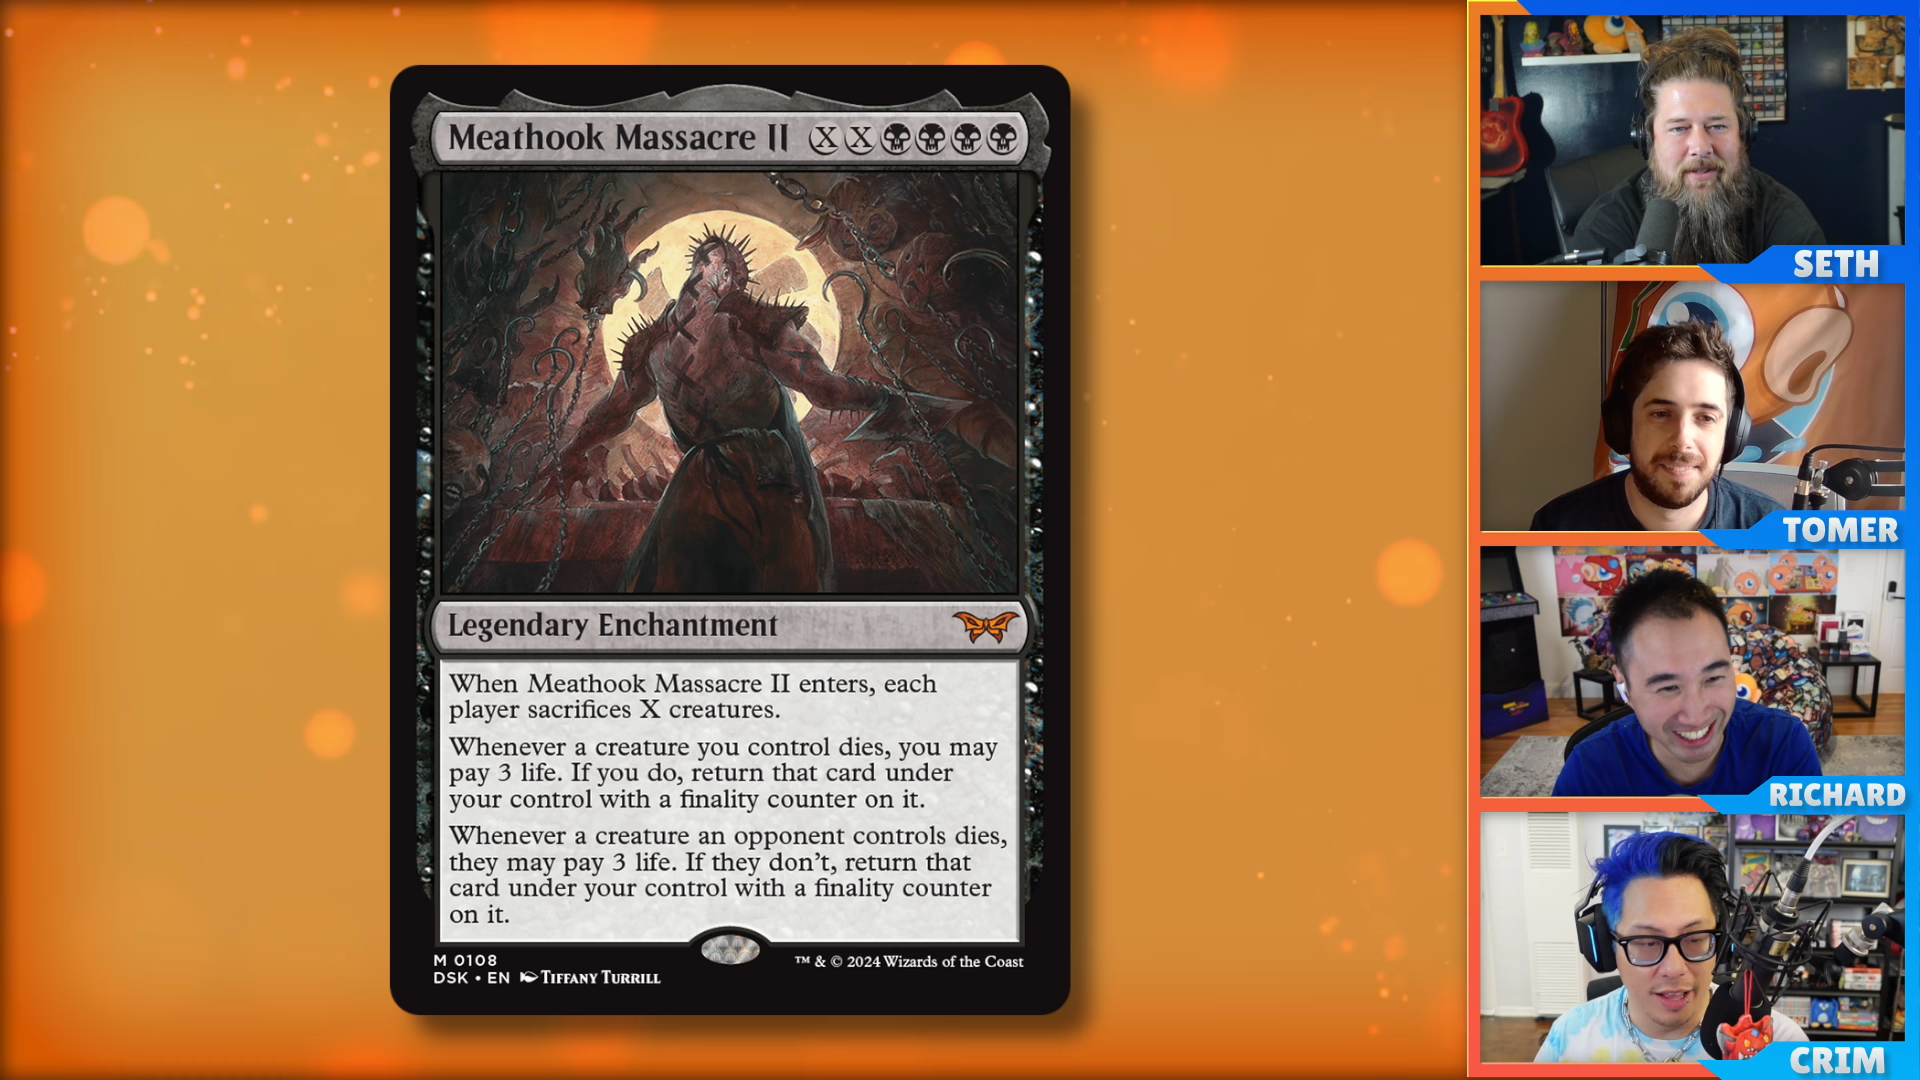 Meathook Massacre II X X
Legendary Enchantment
When Meathook Massacre II enters, each
player sacrifices X creatures.
Whenever a creature you control dies, you may
pay 3 life. If you do, return that card under
your control with a finality counter on it.
Whenever a creature an opponent controls dies,
they may pay 3 life. If they don't, return that
card under your control with a finality counter
on it.
M 0108
DSK • EN TIFFANY TURRILL
™ & © 2024 Wizards of the Coast
SETH
TOMER
RICHARD
CRIM